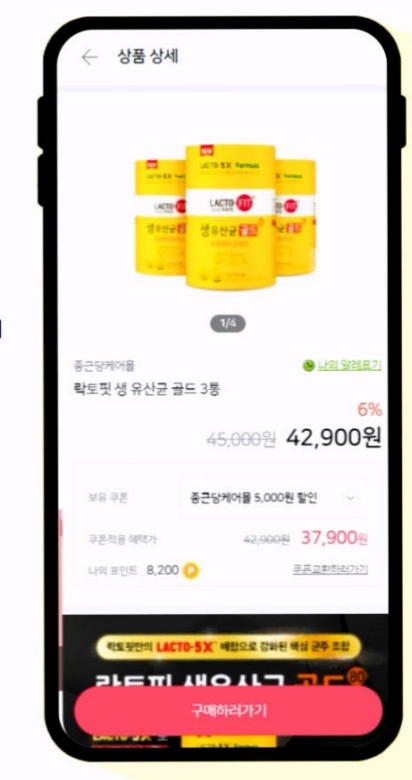 상품 상세
NEW
LACTO-5X Formula
LACTO-FIT
생유산균골드
1/4
종근당케어몰
나의 알레르기
락토핏 생 유산균 골드 3통
6%
45,000원 42,900원
보유 쿠폰 종근당케어몰 5,000원 할인
쿠폰적용 혜택가 42,900원 37,900원
나의 포인트 8,200 P 쿠폰교환하러가기
락토핏만의 LACTO-5X 배합으로 강화된 핵심 균주 조합
락토핏 생유산균 골드 80
구매하러가기